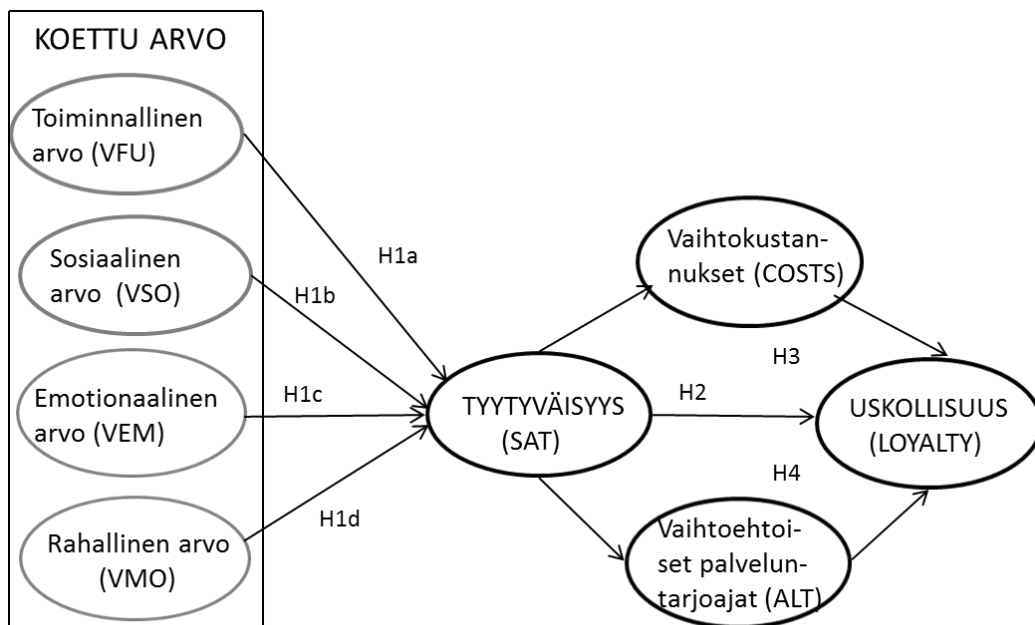 KOETTU ARVO
Toiminnallinen
arvo (VFU)
Sosiaalinen
arvo (VSO)
Emotionaalinen
arvo (VEM)
Rahallinen arvo
(VMO)
H1a
H1b
H1c
H1d
TYYTYVÄISYYS
(SAT)
Vaihtokustan-
nukset (COSTS)
H3
H2
H4
Vaihtoehtoi-
set palvelun-
tarjoajat (ALT)
USKOLLISUUS
(LOYALTY)